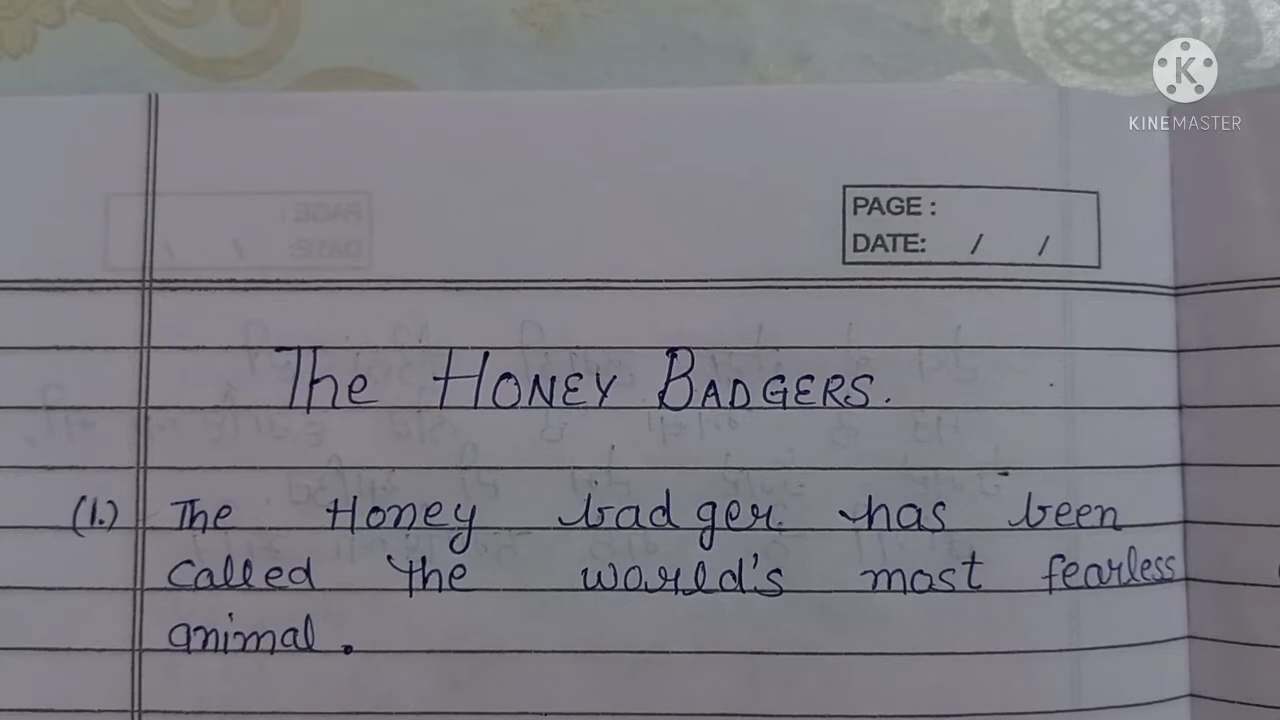 KINEMASTER
PAGE :
DATE: / /
The HONEY BADGERS.
(1.) The Honey badger has been
called the world's most fearless
animal.